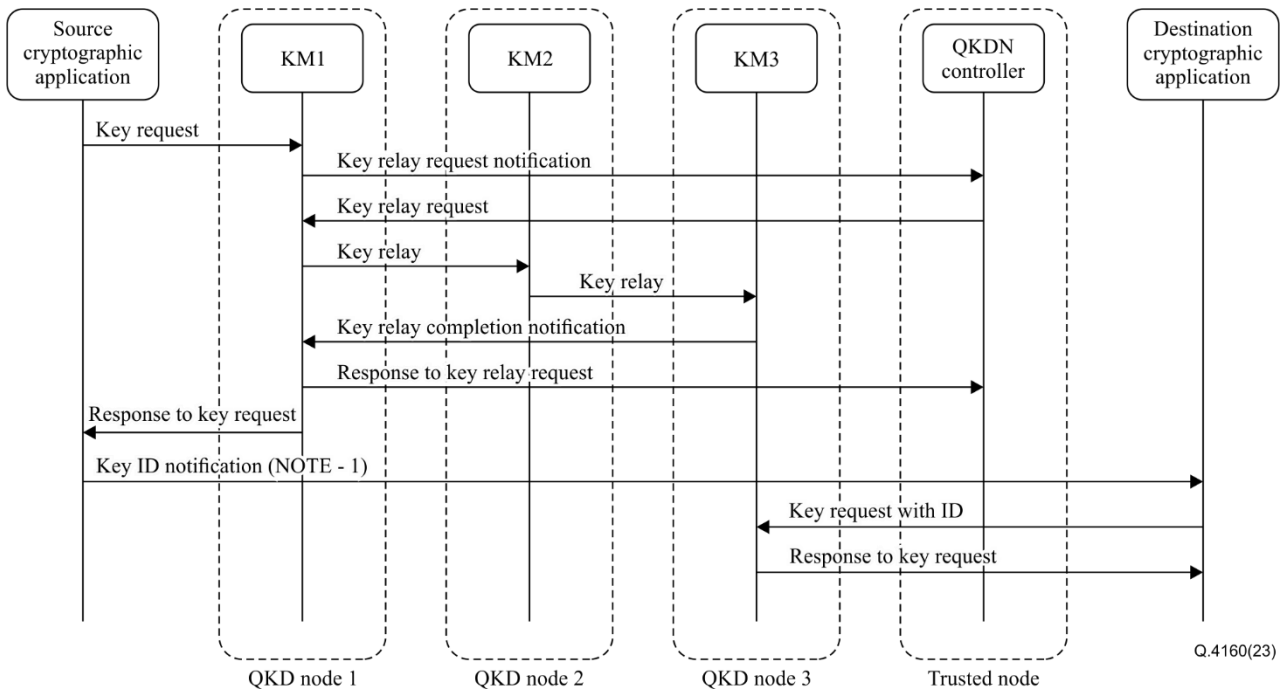 Source
cryptographic
application
KM1
KM2
KM3
QKDN
controller
Destination
cryptographic
application
Key request
Key relay request notification
Key relay request
Key relay
Key relay
Key relay completion notification
Response to key relay request
Response to key request
Key ID notification (NOTE - 1)
Key request with ID
Response to key request
Q.4160(23)
QKD node 1
QKD node 2
QKD node 3
Trusted node